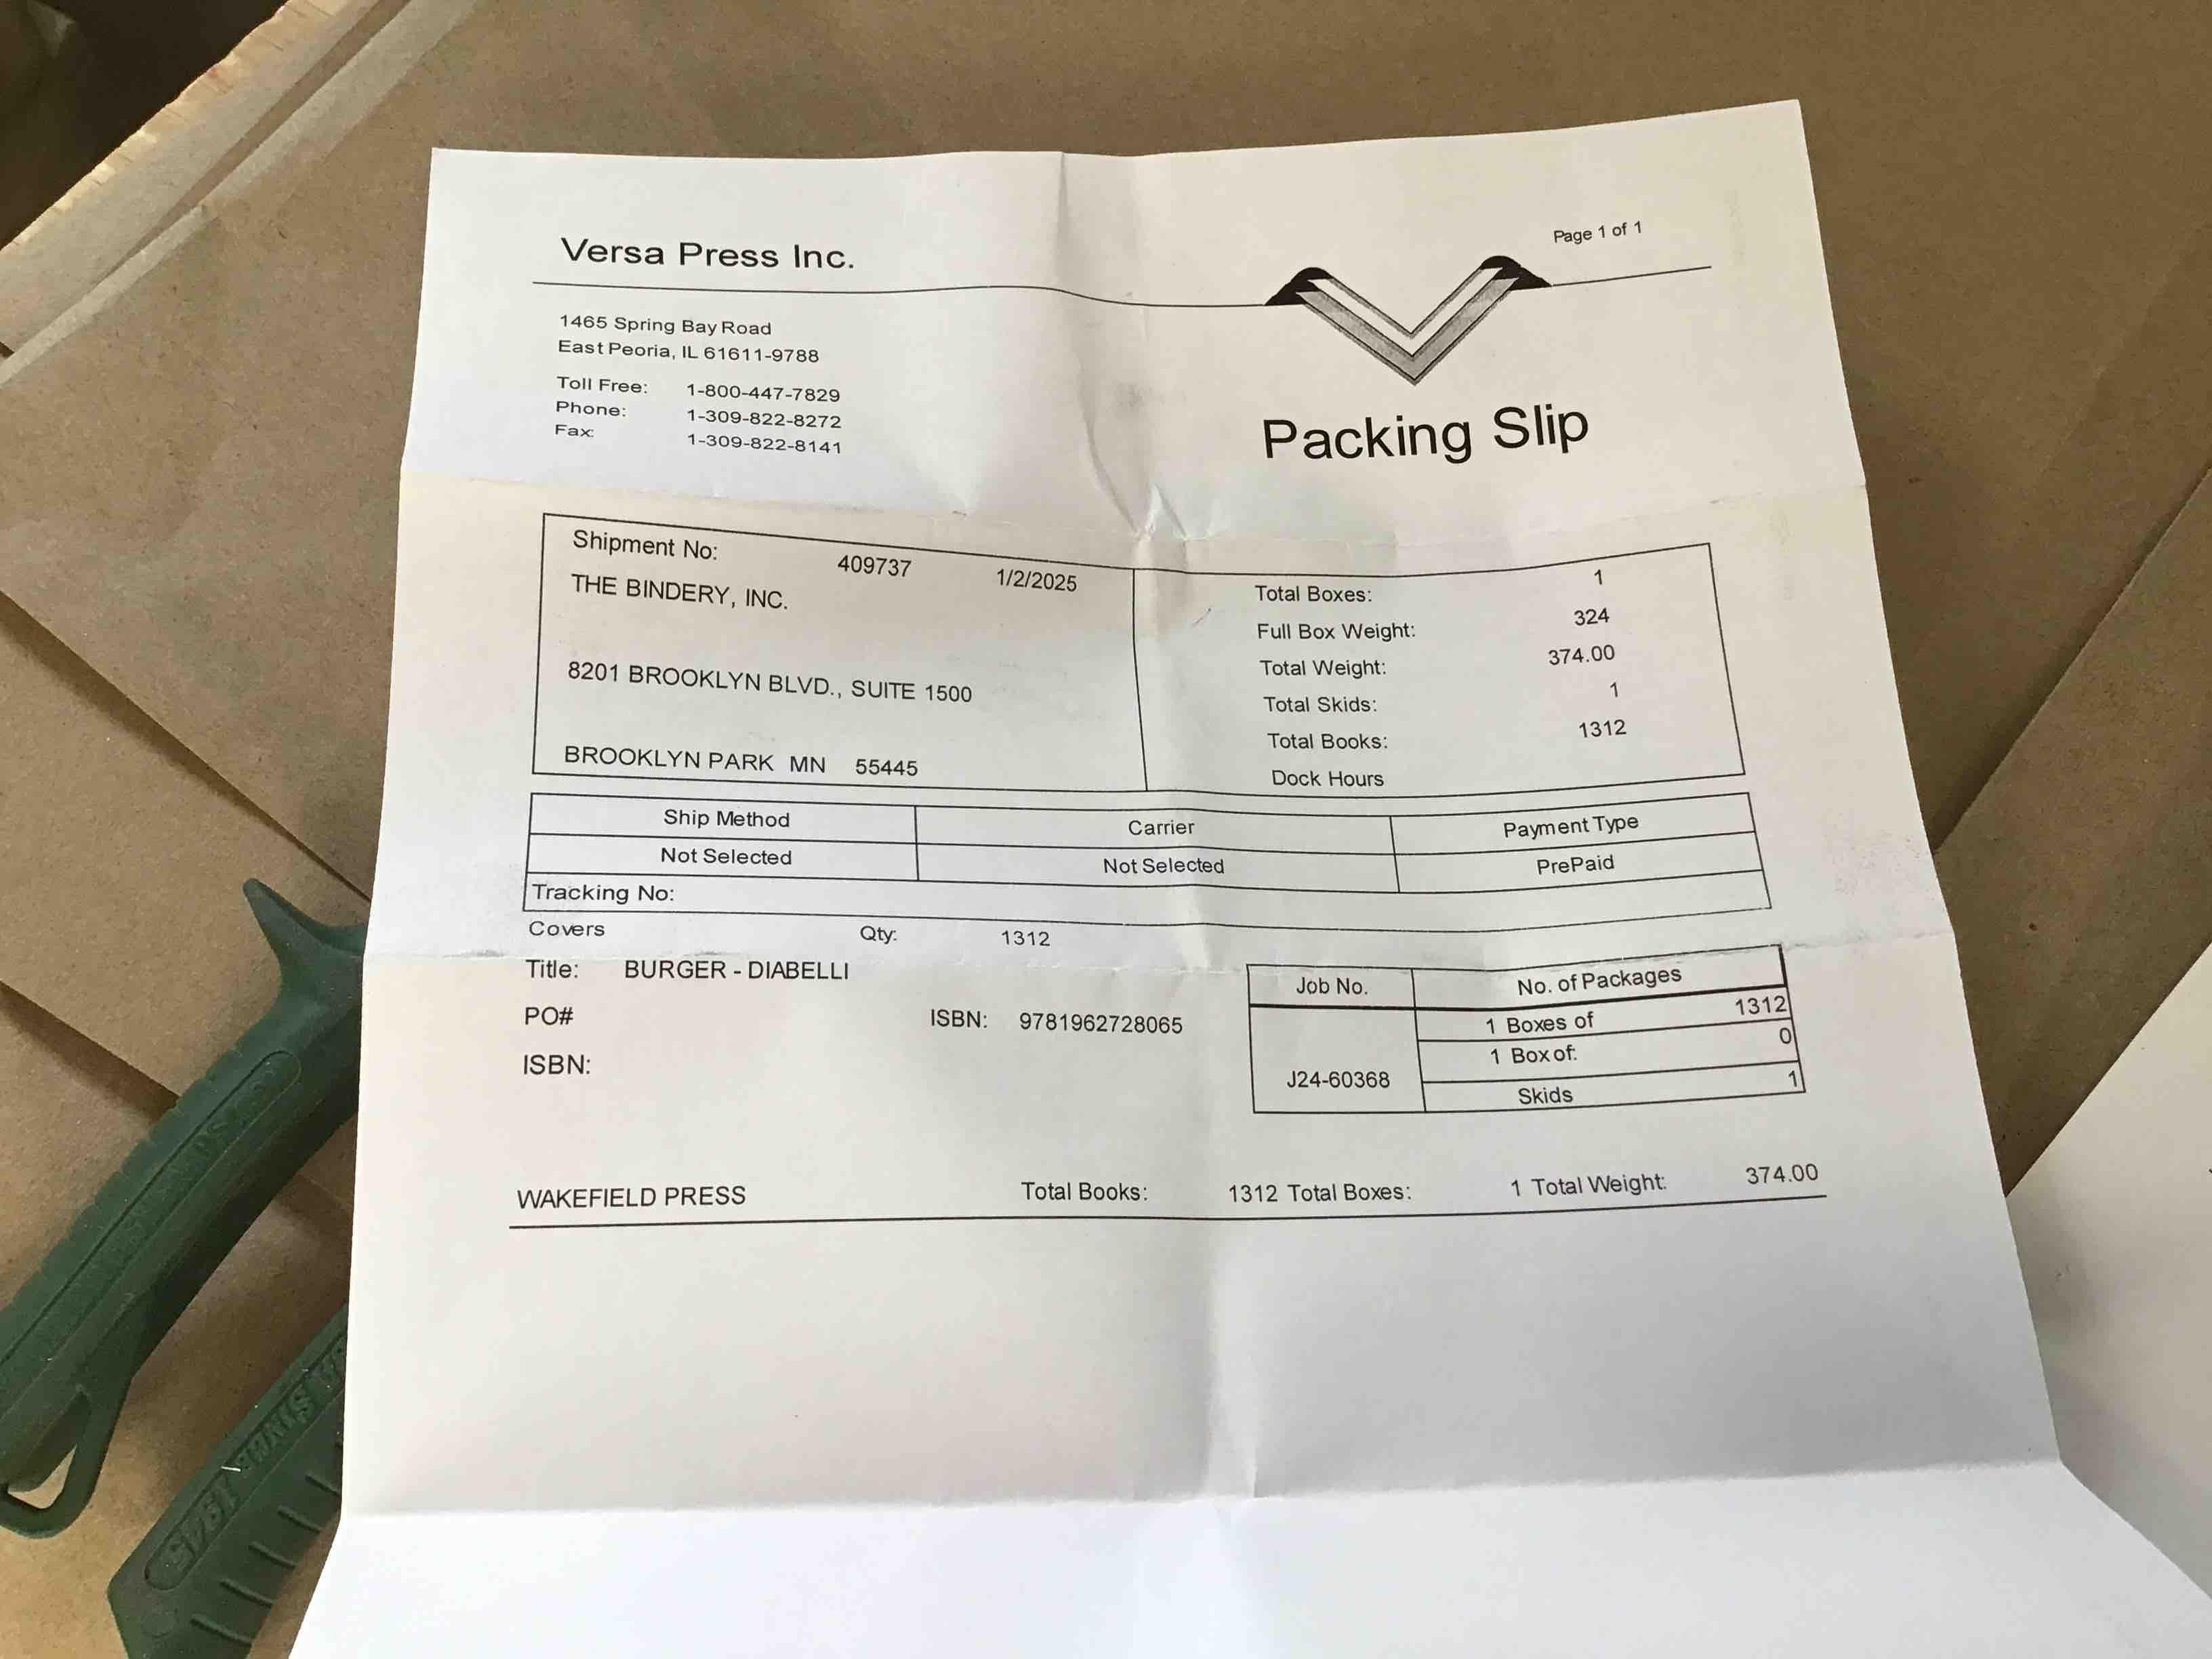 Page 1 of 1
Versa Press Inc.
1465 Spring Bay Road
East Peoria, IL 61611-9788
Toll Free: 1-800-447-7829
Phone: 1-309-822-8272
Fax: 1-309-822-8141
Packing Slip
Shipment No: 409737 1/2/2025
THE BINDERY, INC.
8201 BROOKLYN BLVD., SUITE 1500
BROOKLYN PARK MN 55445
Total Boxes: 1
Full Box Weight: 324
Total Weight: 374.00
Total Skids: 1
Total Books: 1312
Dock Hours
Ship Method Carrier Payment Type
Not Selected Not Selected PrePaid
Tracking No:
Covers Qty: 1312
Title: BURGER - DIABELLI
PO# ISBN: 9781962728065
ISBN:
Job No. No. of Packages
J24-60368
1 Boxes of 1312
1 Box of: 0
Skids 1
WAKEFIELD PRESS Total Books: 1312 Total Boxes: 1 Total Weight: 374.00
SINCE 1945